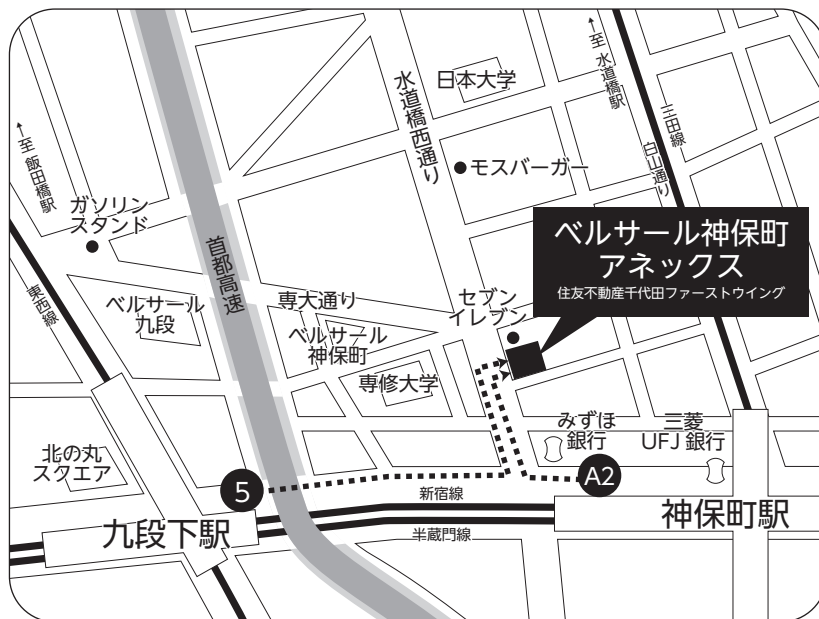 日本大学
水道橋西通り
↑至 水道橋駅
三田線
白山通り
モスバーガー
↑至 飯田橋駅
ガソリン
スタンド
首都高速
ベルサール神保町
アネックス
住友不動産千代田ファーストウイング
東西線
ベルサール
九段
専大通り
ベルサール
神保町
セブン
イレブン
専修大学
みずほ
銀行
三菱
UFJ 銀行
北の丸
スクエア
5
A2
新宿線
半蔵門線
九段下駅
神保町駅